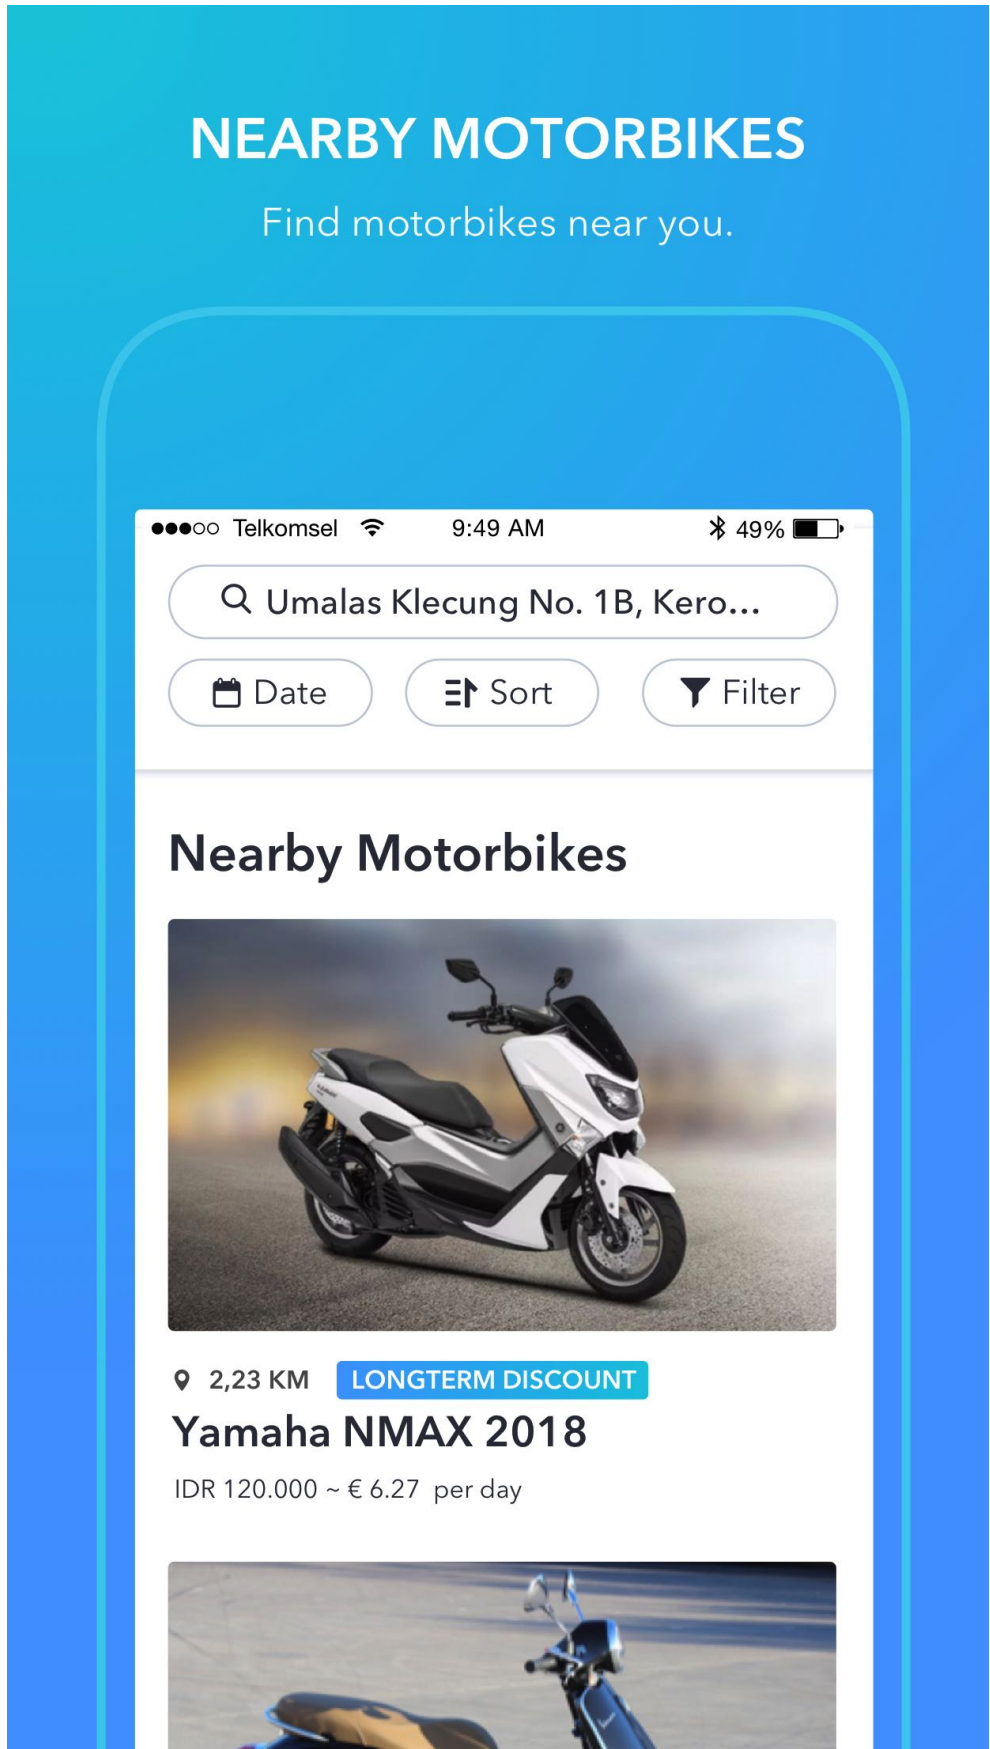 NEARBY MOTORBIKES
Find motorbikes near you.
Telkomsel 9:49 AM 49%
Umalas Klecung No. 1B, Kero...
Date Sort Filter
Nearby Motorbikes
2,23 KM LONGTERM DISCOUNT
Yamaha NMAX 2018
IDR 120.000 ~ € 6.27 per day